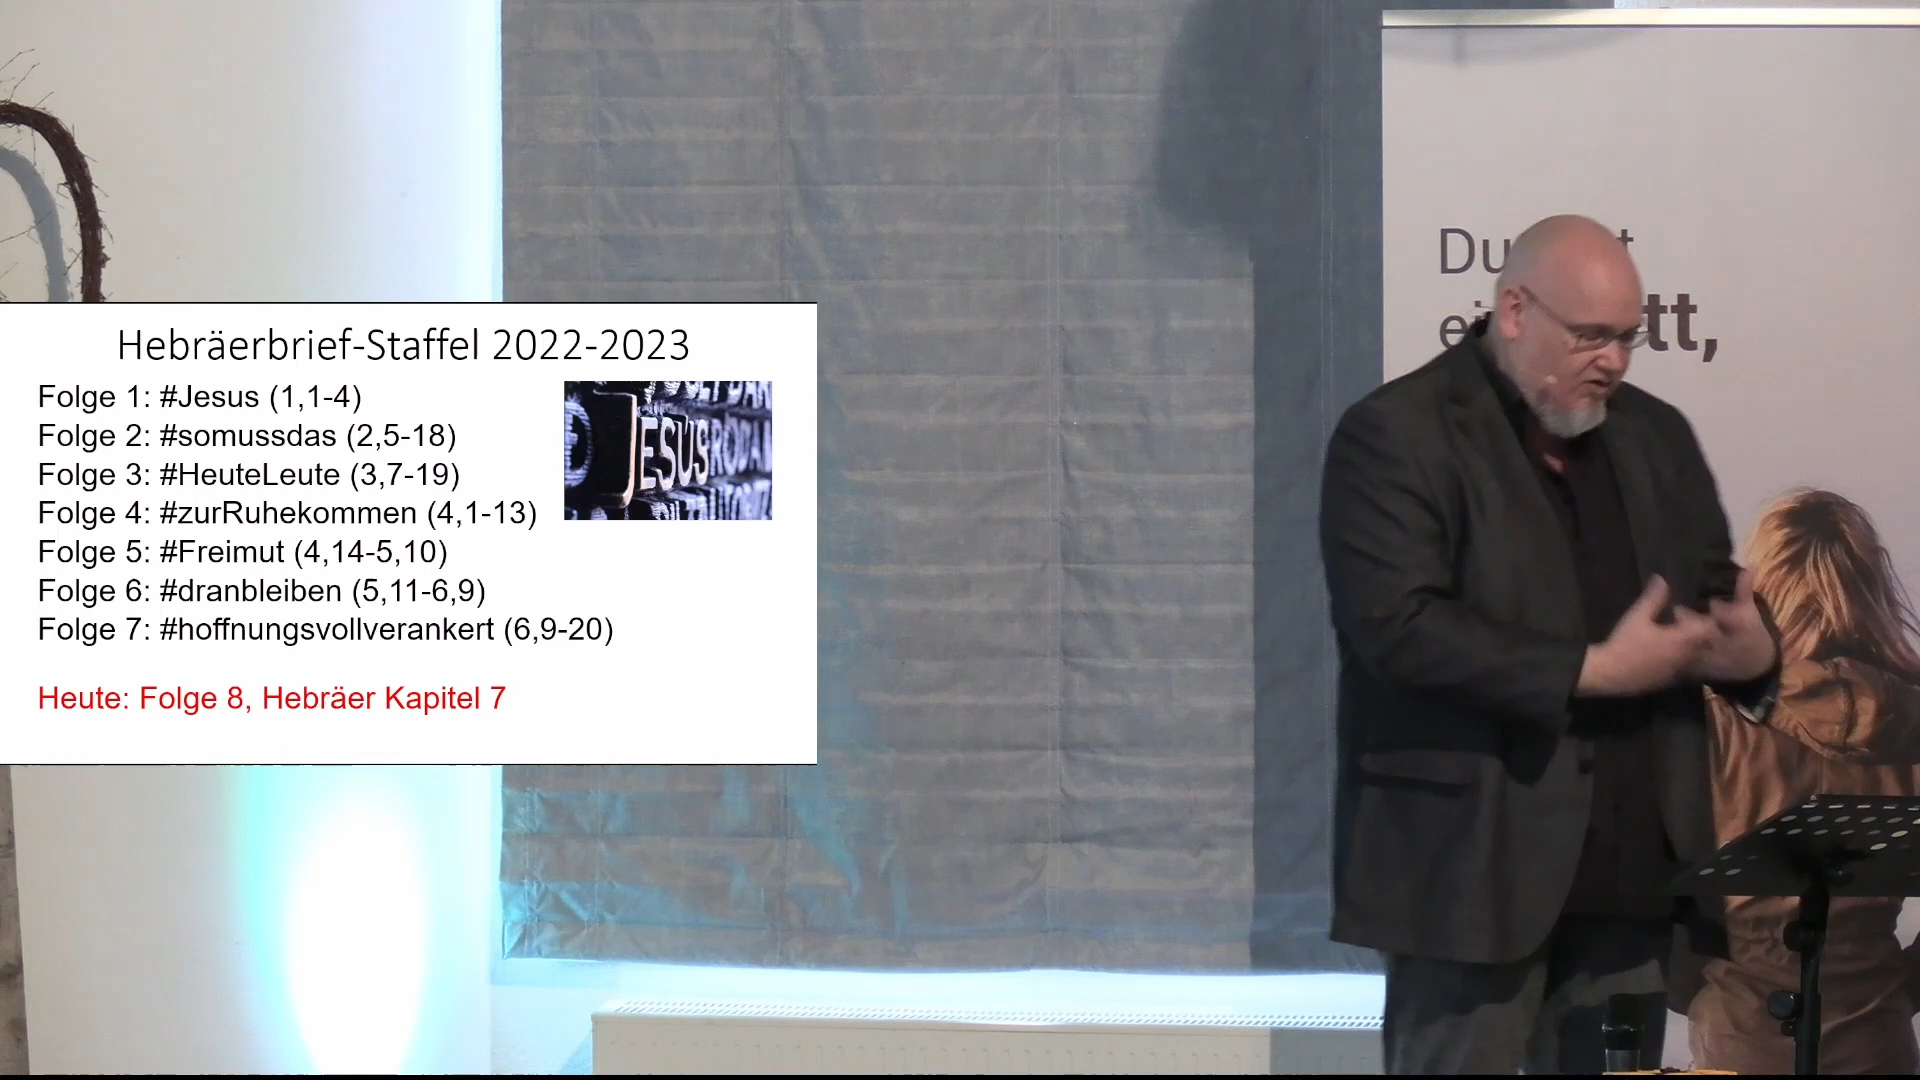 Hebräerbrief-Staffel 2022-2023
Folge 1: #Jesus (1,1-4)
Folge 2: #somussdas (2,5-18)
Folge 3: #HeuteLeute (3,7-19)
Folge 4: #zurRuhekommen (4,1-13)
Folge 5: #Freimut (4,14-5,10)
Folge 6: #dranbleiben (5,11-6,9)
Folge 7: #hoffnungsvollverankert (6,9-20)
Heute: Folge 8, Hebräer Kapitel 7
JESUS
Du